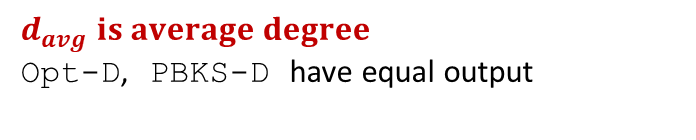 d_avg is average degree
Opt-D, PBKS-D have equal output